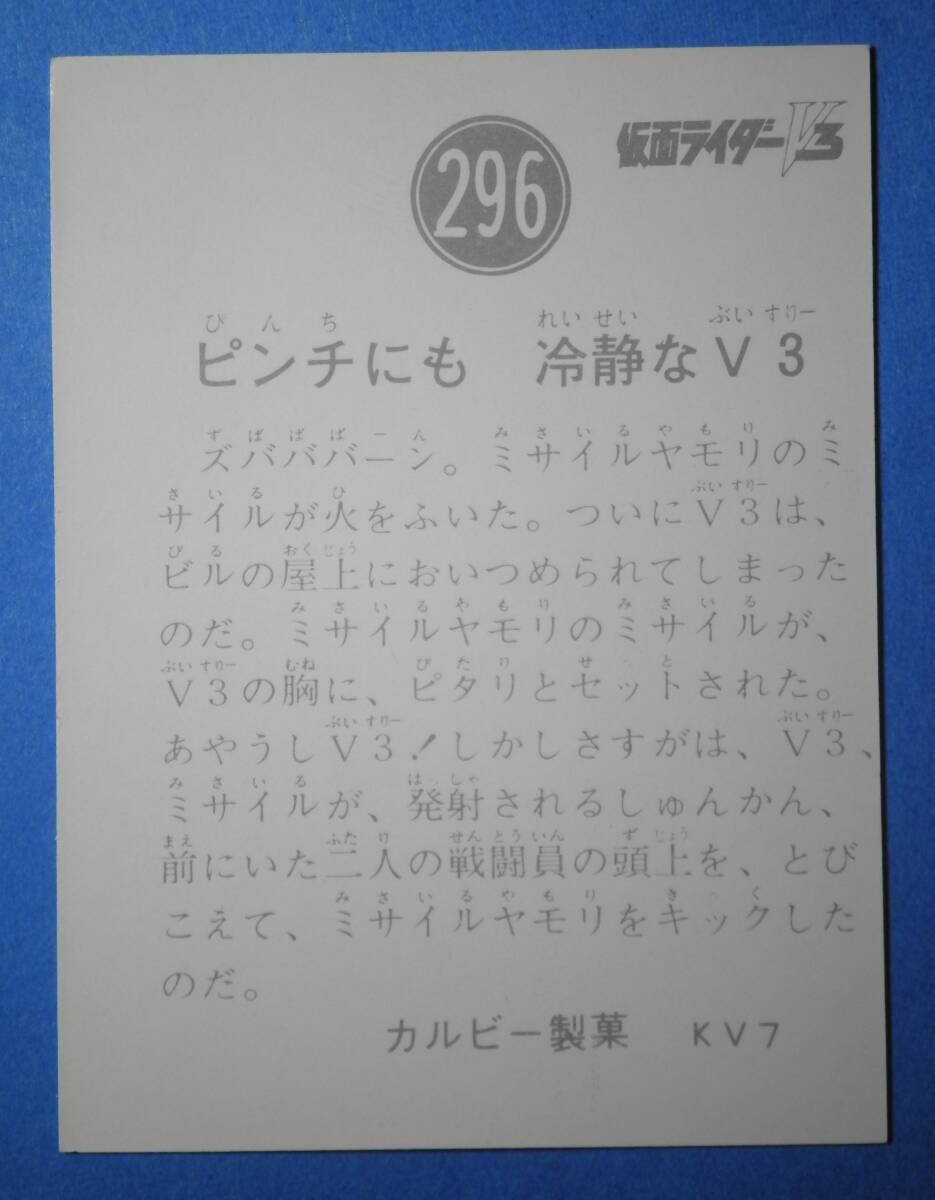 296
仮面ライダーV3
ぴんち れいせい ぶいすりー
ピンチにも 冷静なV3
ずばばばーん みさいるやもり み
ズバババーン。ミサイルヤモリのミ
さいる ひ ぶいすりー
サイルが火をふいた。ついにV3は、
びる おくじょう
ビルの屋上においつめられてしまった
みさいるやもり みさいる
のだ。ミサイルヤモリのミサイルが、
ぶいすりー むね ぴたり せっと
V3の胸に、ピタリとセットされた。
ぶいすりー ぶいすりー
あやうしV3!しかしさすがは、V3、
みさいる はっしゃ
ミサイルが、発射されるしゅんかん、
まえ ふたり せんとういん ずじょう
前にいた二人の戦闘員の頭上を、とび
みさいるやもり きっく
こえて、ミサイルヤモリをキックした
のだ。
カルビー製菓 KV7